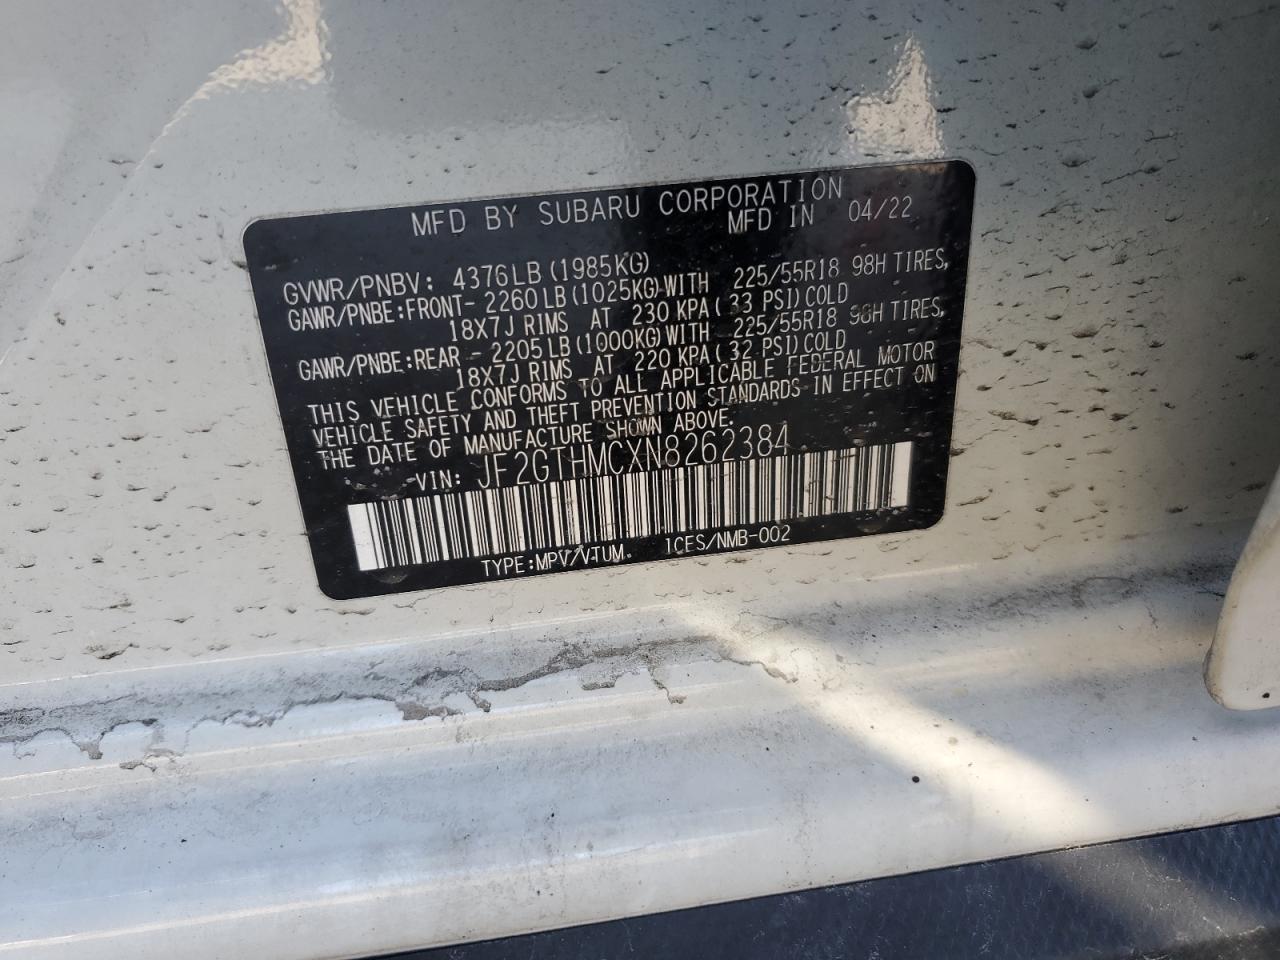 MFD BY SUBARU CORPORATION
MFD IN 04/22
GVWR/PNBV: 4376LB(1985KG)
GAWR/PNBE:FRONT- 2260LB(1025KG)WITH 225/55R18 98H TIRES,
18X7J RIMS AT 230 KPA( 33 PSI)COLD
GAWR/PNBE:REAR - 2205LB(1000KG)WITH 225/55R18 98H TIRES,
18X7J RIMS AT 220 KPA( 32 PSI)COLD
THIS VEHICLE CONFORMS TO ALL APPLICABLE FEDERAL MOTOR
VEHICLE SAFETY AND THEFT PREVENTION STANDARDS IN EFFECT ON
THE DATE OF MANUFACTURE SHOWN ABOVE.
VIN: JF2GTHMCXN8262384
TYPE:MPV/VTUM. ICES/NMB-002